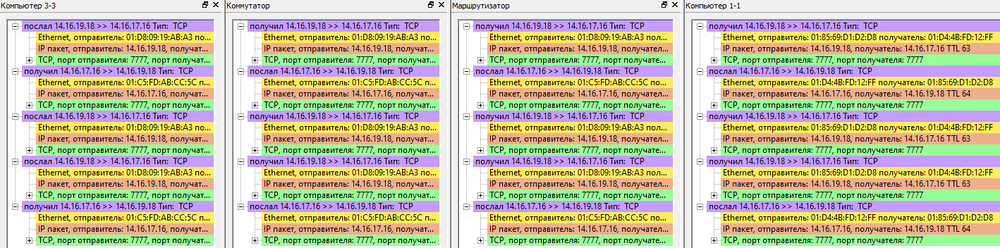 Компьютер 3-3
послал 14.16.19.18 >> 14.16.17.16 Тип: TCP
Ethernet, отправитель: 01:D8:09:19:AB:A3 по...
IP пакет, отправитель: 14.16.19.18, получат...
TCP, порт отправителя: 7777, порт получат...
получил 14.16.17.16 >> 14.16.19.18 Тип: TCP
Ethernet, отправитель: 01:C5:FD:AB:CC:5C п...
IP пакет, отправитель: 14.16.17.16, получат...
TCP, порт отправителя: 7777, порт получат...
послал 14.16.19.18 >> 14.16.17.16 Тип: TCP
Ethernet, отправитель: 01:D8:09:19:AB:A3 по...
IP пакет, отправитель: 14.16.19.18, получат...
TCP, порт отправителя: 7777, порт получат...
послал 14.16.19.18 >> 14.16.17.16 Тип: TCP
Ethernet, отправитель: 01:D8:09:19:AB:A3 по...
IP пакет, отправитель: 14.16.19.18, получат...
TCP, порт отправителя: 7777, порт получат...
получил 14.16.17.16 >> 14.16.19.18 Тип: TCP
Ethernet, отправитель: 01:C5:FD:AB:CC:5C п...
IP пакет, отправитель: 14.16.17.16, получат...
TCP, порт отправителя: 7777, порт получат...
Коммутатор
получил 14.16.19.18 >> 14.16.17.16 Тип: TCP
Ethernet, отправитель: 01:D8:09:19:AB:A3 по...
IP пакет, отправитель: 14.16.19.18, получат...
TCP, порт отправителя: 7777, порт получат...
получил 14.16.17.16 >> 14.16.19.18 Тип: TCP
Ethernet, отправитель: 01:C5:FD:AB:CC:5C п...
IP пакет, отправитель: 14.16.17.16, получат...
TCP, порт отправителя: 7777, порт получат...
получил 14.16.19.18 >> 14.16.17.16 Тип: TCP
Ethernet, отправитель: 01:D8:09:19:AB:A3 по...
IP пакет, отправитель: 14.16.19.18, получат...
TCP, порт отправителя: 7777, порт получат...
получил 14.16.19.18 >> 14.16.17.16 Тип: TCP
Ethernet, отправитель: 01:D8:09:19:AB:A3 по...
IP пакет, отправитель: 14.16.19.18, получат...
TCP, порт отправителя: 7777, порт получат...
получил 14.16.17.16 >> 14.16.19.18 Тип: TCP
Ethernet, отправитель: 01:C5:FD:AB:CC:5C п...
IP пакет, отправитель: 14.16.17.16, получат...
TCP, порт отправителя: 7777, порт получат...
Маршрутизатор
получил 14.16.19.18 >> 14.16.17.16 Тип: TCP
Ethernet, отправитель: 01:D8:09:19:AB:A3 пол...
IP пакет, отправитель: 14.16.19.18, получател...
TCP, порт отправителя: 7777, порт получате...
послал 14.16.17.16 >> 14.16.19.18 Тип: TCP
Ethernet, отправитель: 01:C5:FD:AB:CC:5C пол...
IP пакет, отправитель: 14.16.17.16, получател...
TCP, порт отправителя: 7777, порт получате...
получил 14.16.19.18 >> 14.16.17.16 Тип: TCP
Ethernet, отправитель: 01:D8:09:19:AB:A3 пол...
IP пакет, отправитель: 14.16.19.18, получател...
TCP, порт отправителя: 7777, порт получате...
получил 14.16.19.18 >> 14.16.17.16 Тип: TCP
Ethernet, отправитель: 01:D8:09:19:AB:A3 пол...
IP пакет, отправитель: 14.16.19.18, получател...
TCP, порт отправителя: 7777, порт получате...
послал 14.16.17.16 >> 14.16.19.18 Тип: TCP
Ethernet, отправитель: 01:C5:FD:AB:CC:5C пол...
IP пакет, отправитель: 14.16.17.16, получател...
TCP, порт отправителя: 7777, порт получате...
Компьютер 1-1
получил 14.16.19.18 >> 14.16.17.16 Тип: TCP
Ethernet, отправитель: 01:85:69:D1:D2:D8 получатель: 01:D4:4B:FD:12:FF
IP пакет, отправитель: 14.16.19.18, получатель: 14.16.17.16 TTL 63
TCP, порт отправителя: 7777, порт получателя: 7777
послал 14.16.17.16 >> 14.16.19.18 Тип: TCP
Ethernet, отправитель: 01:D4:4B:FD:12:FF получатель: 01:85:69:D1:D2:D8
IP пакет, отправитель: 14.16.17.16, получатель: 14.16.19.18 TTL 64
TCP, порт отправителя: 7777, порт получателя: 7777
получил 14.16.19.18 >> 14.16.17.16 Тип: TCP
Ethernet, отправитель: 01:85:69:D1:D2:D8 получатель: 01:D4:4B:FD:12:FF
IP пакет, отправитель: 14.16.19.18, получатель: 14.16.17.16 TTL 63
TCP, порт отправителя: 7777, порт получателя: 7777
получил 14.16.19.18 >> 14.16.17.16 Тип: TCP
Ethernet, отправитель: 01:85:69:D1:D2:D8 получатель: 01:D4:4B:FD:12:FF
IP пакет, отправитель: 14.16.19.18, получатель: 14.16.17.16 TTL 63
TCP, порт отправителя: 7777, порт получателя: 7777
послал 14.16.17.16 >> 14.16.19.18 Тип: TCP
Ethernet, отправитель: 01:D4:4B:FD:12:FF получатель: 01:85:69:D1:D2:D8
IP пакет, отправитель: 14.16.17.16, получатель: 14.16.19.18 TTL 64
TCP, порт отправителя: 7777, порт получателя: 7777